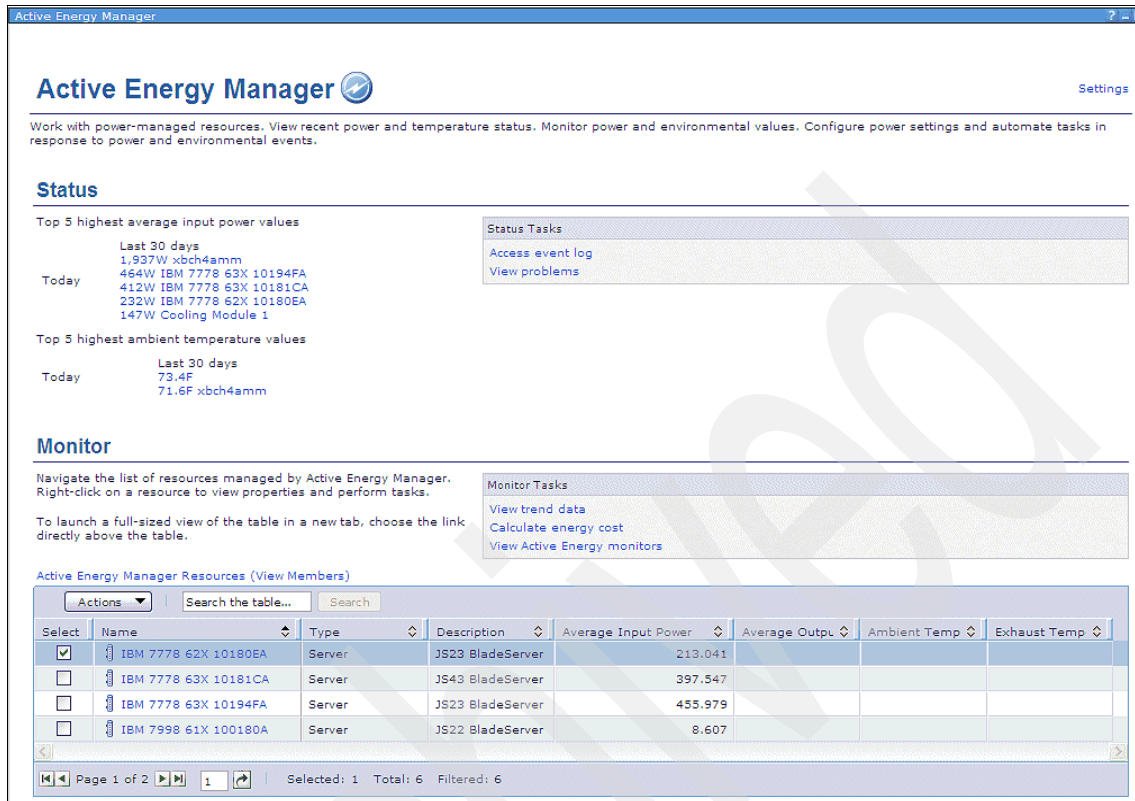 Active Energy Manager
?
Active Energy Manager
Settings
Work with power-managed resources. View recent power and temperature status. Monitor power and environmental values. Configure power settings and automate tasks in
response to power and environmental events.
Status
Top 5 highest average input power values
Last 30 days
Today
1,937W xbch4amm
464W IBM 7778 63X 10194FA
412W IBM 7778 63X 10181CA
232W IBM 7778 62X 10180EA
147W Cooling Module 1
Top 5 highest ambient temperature values
Last 30 days
Today
73.4F
71.6F xbch4amm
Status Tasks
Access event log
View problems
Monitor
Navigate the list of resources managed by Active Energy Manager.
Right-click on a resource to view properties and perform tasks.
To launch a full-sized view of the table in a new tab, choose the link
directly above the table.
Monitor Tasks
View trend data
Calculate energy cost
View Active Energy monitors
Active Energy Manager Resources (View Members)
Actions Search the table... Search
Select Name Type Description Average Input Power Average Outpu Ambient Temp Exhaust Temp
IBM 7778 62X 10180EA Server JS23 BladeServer 213.041
IBM 7778 63X 10181CA Server JS43 BladeServer 397.547
IBM 7778 63X 10194FA Server JS23 BladeServer 455.979
IBM 7998 61X 100180A Server JS22 BladeServer 8.607
Page 1 of 2 1 Selected: 1 Total: 6 Filtered: 6